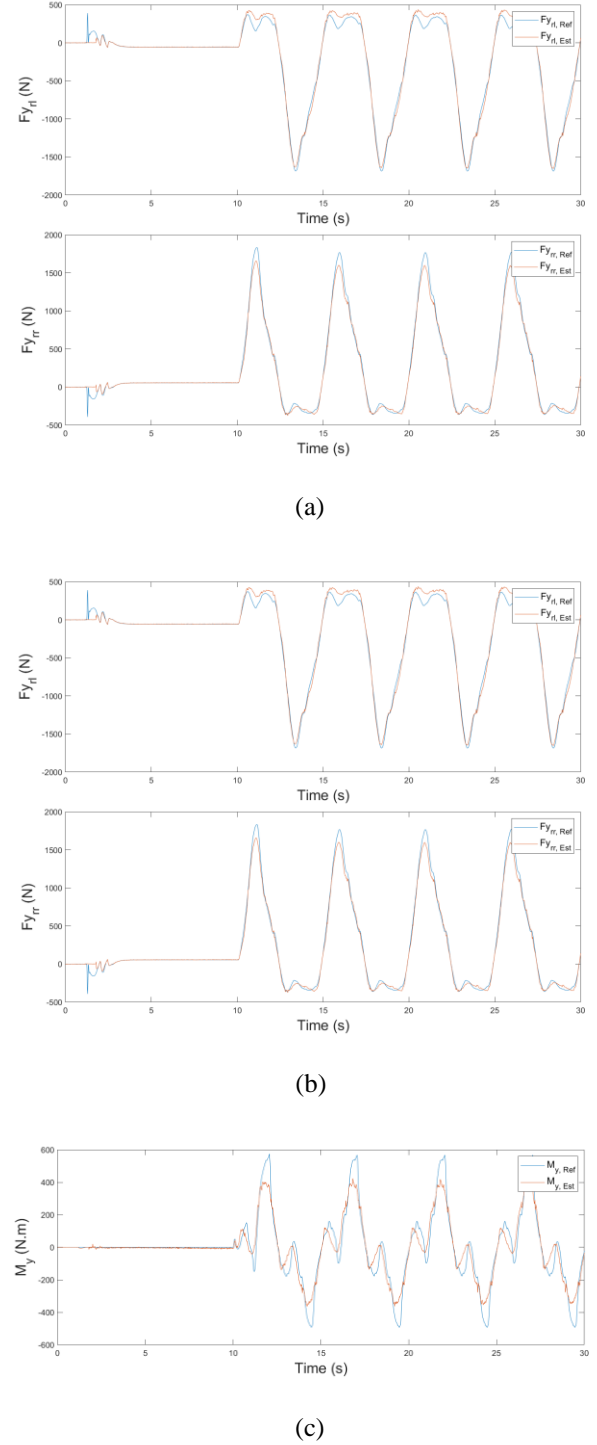 500
0
-500
-1000
-1500
-2000
Fy_rl (N)
Fy_rl, Ref
Fy_rl, Est
0 5 10 15 20 25 30
Time (s)
2000
1500
1000
500
0
-500
Fy_rr (N)
Fy_rr, Ref
Fy_rr, Est
0 5 10 15 20 25 30
Time (s)
(a)
500
0
-500
-1000
-1500
-2000
Fy_rl (N)
Fy_rl, Ref
Fy_rl, Est
0 5 10 15 20 25 30
Time (s)
2000
1500
1000
500
0
-500
Fy_rr (N)
Fy_rr, Ref
Fy_rr, Est
0 5 10 15 20 25 30
Time (s)
(b)
600
400
200
0
-200
-400
-600
M_y (N.m)
M_y, Ref
M_y, Est
0 5 10 15 20 25 30
Time (s)
(c)